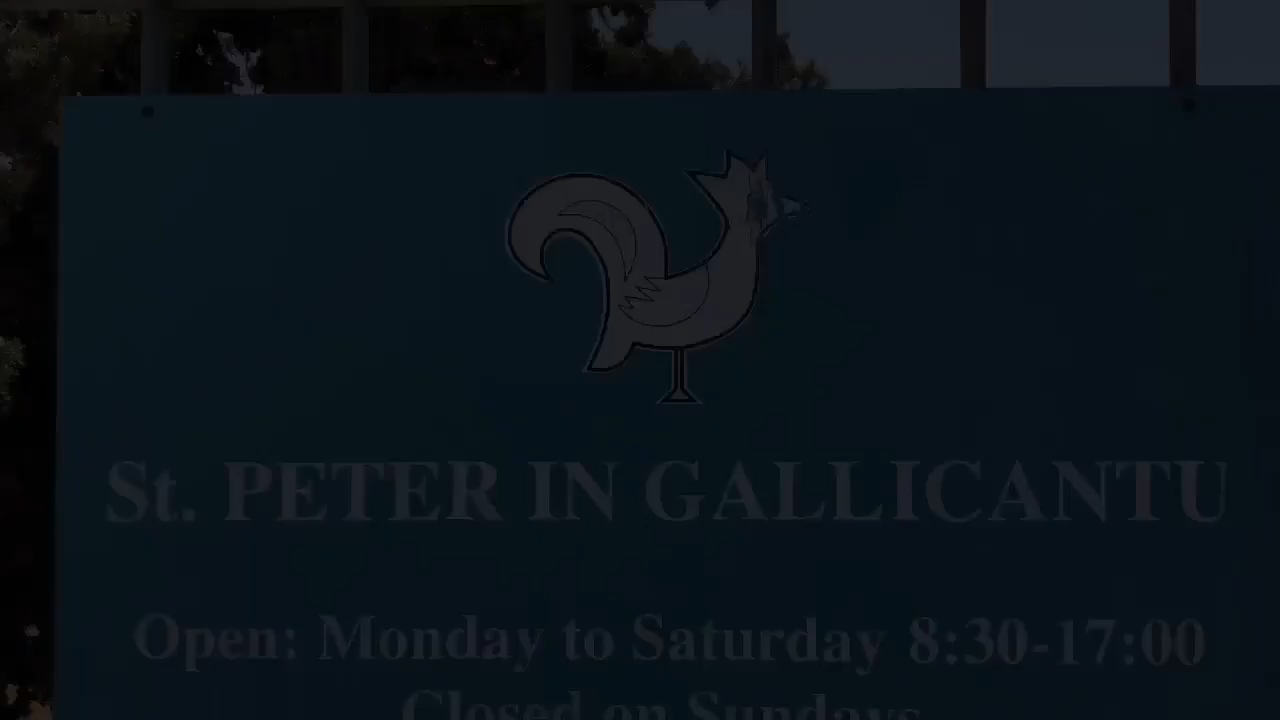 St. PETER IN GALLICANTU
Open: Monday to Saturday 8:30-17:00
Closed on Sundays